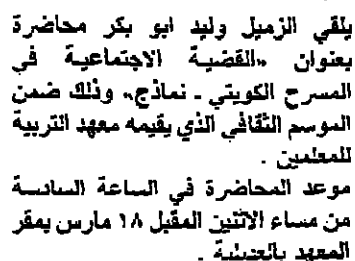 يلقي الزميل وليد ابو بكر محاضرة
بعنوان «القضية الاجتماعية في
المسرح الكويتي ـ نماذج» وذلك ضمن
الموسم الثقافي الذي يقيمه معهد التربية
للمعلمين .
موعد المحاضرة في الساعة السادسة
من مساء الاثنين المقبل ١٨ مارس بمقر
المعهد بالعديلية .